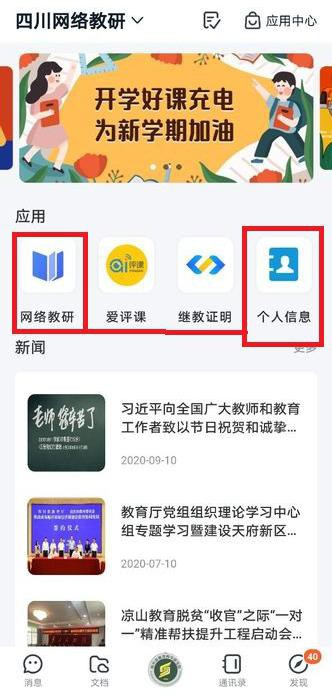 四川网络教研
应用中心
开学好课充电
为新学期加油
应用
网络教研
爱评课
继教证明
个人信息
新闻
更多
老师辛苦了
习近平向全国广大教师和教育
工作者致以节日祝贺和诚挚...
2020-09-10
教育厅党组组织理论学习中心
组专题学习暨建设天府新区...
签约仪式
2020-07-10
凉山教育脱贫“收官”之际“一对
一”精准帮扶提升工程启动会...
消息
文档
通讯录
40
发现